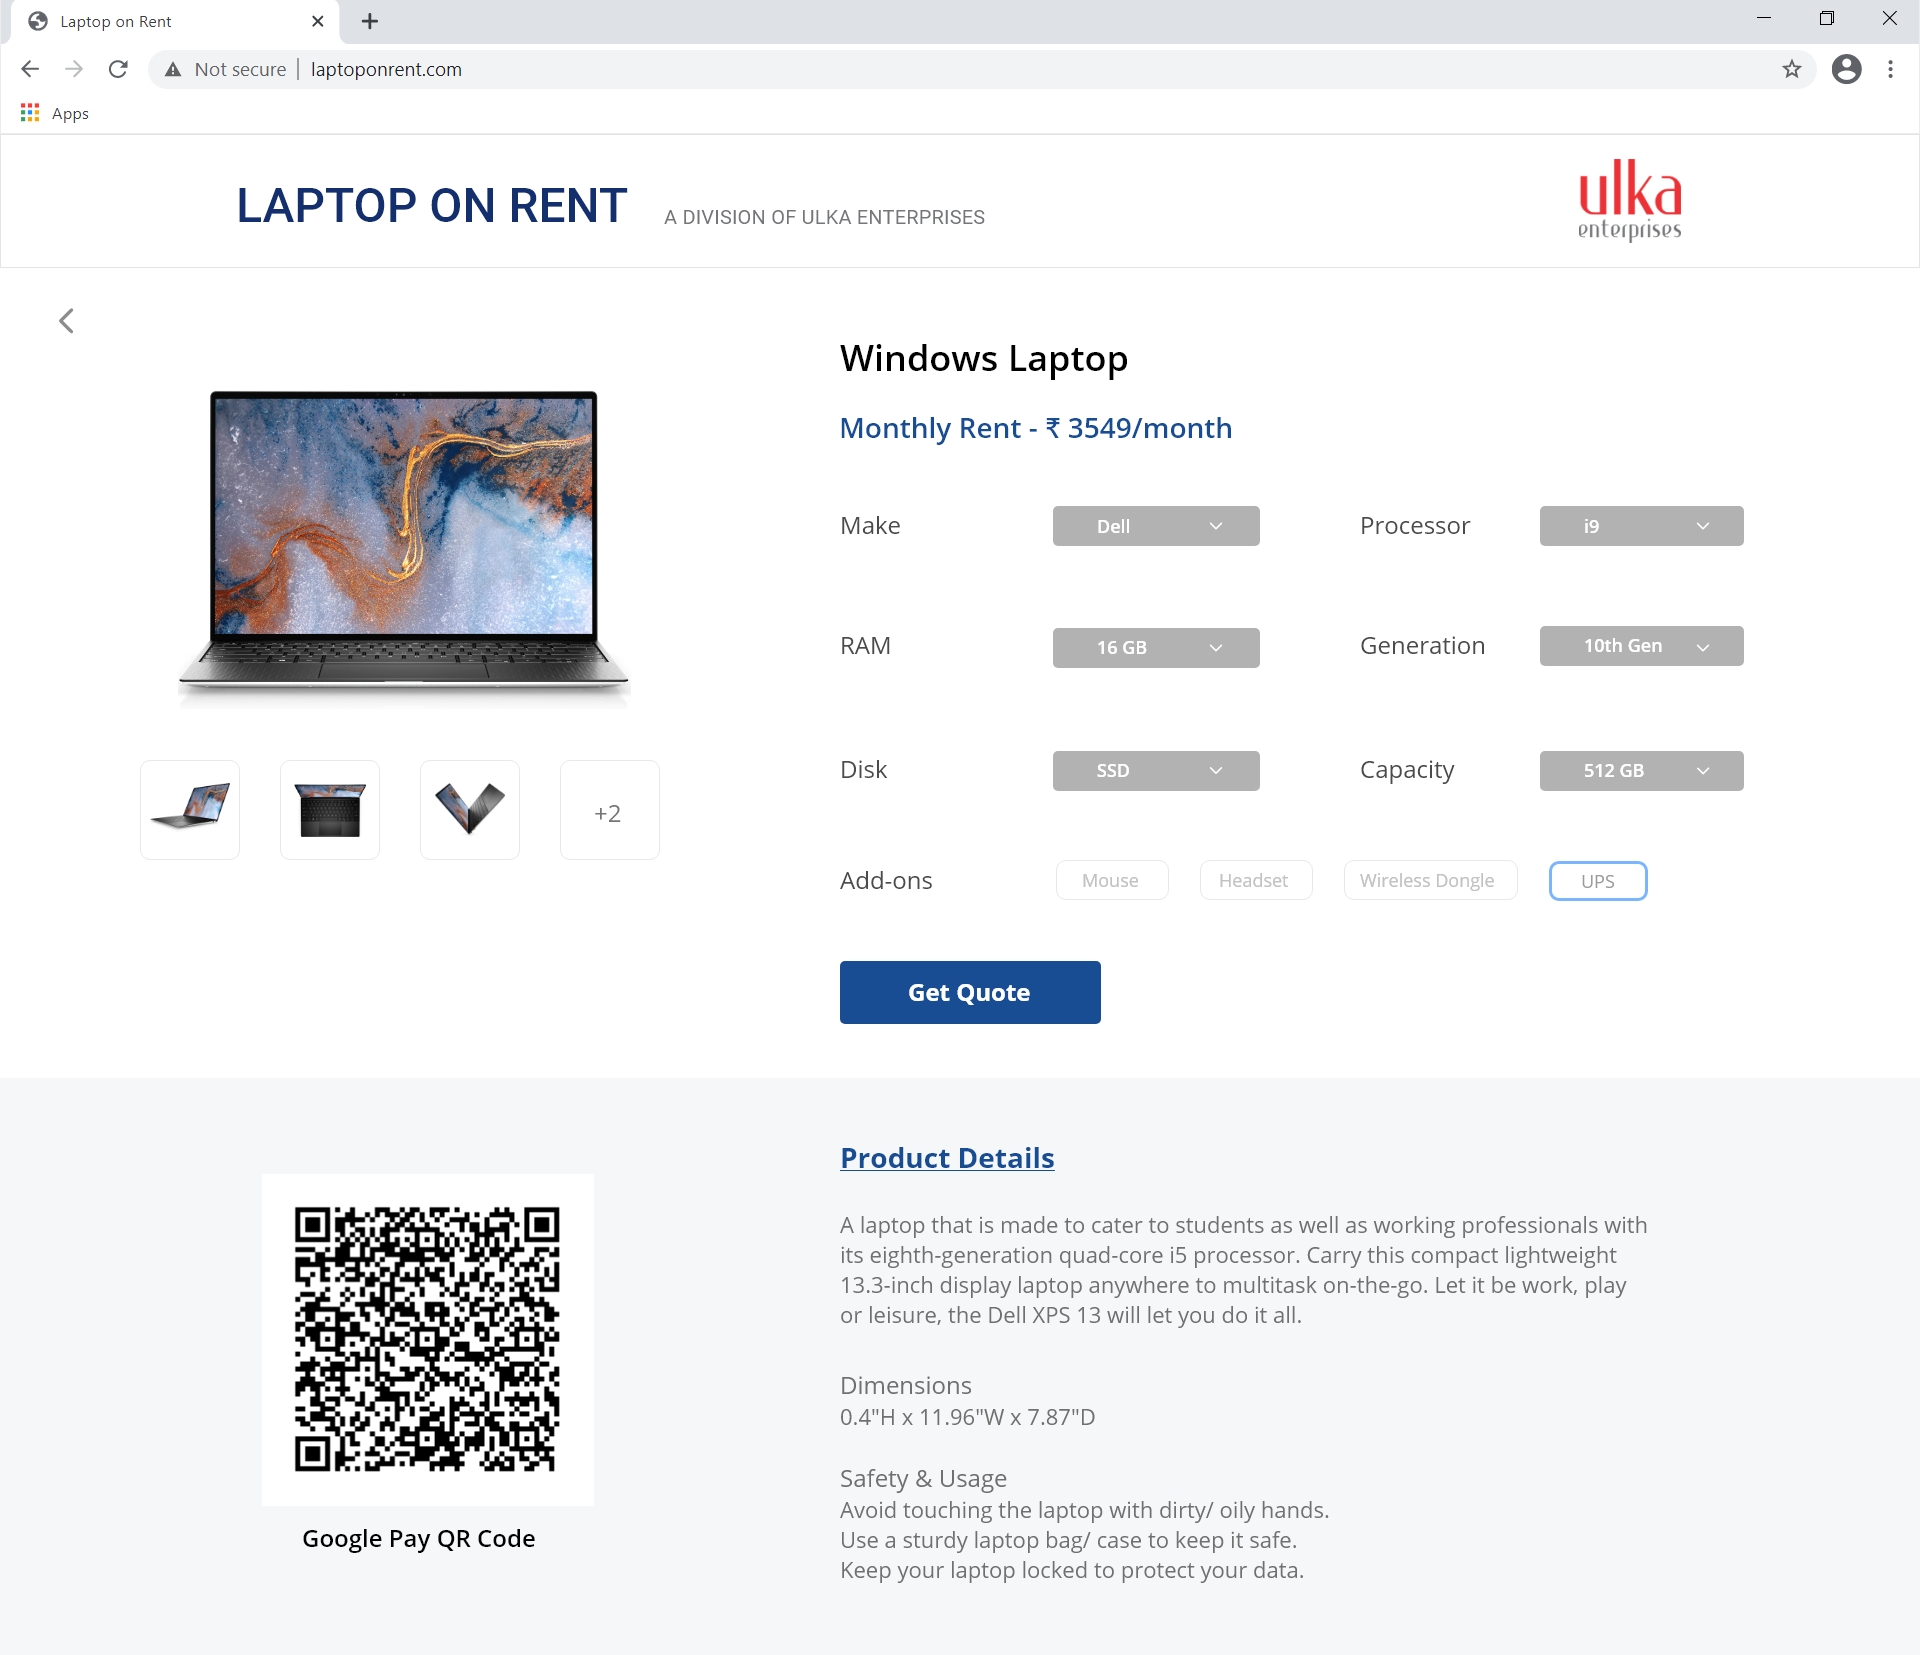 Laptop on Rent
Not secure | laptoponrent.com
Apps
LAPTOP ON RENT A DIVISION OF ULKA ENTERPRISES
ulka
enterprises
Windows Laptop
Monthly Rent - ₹ 3549/month
Make Dell Processor i9
RAM 16 GB Generation 10th Gen
Disk SSD Capacity 512 GB
+2
Add-ons Mouse Headset Wireless Dongle UPS
Get Quote
Product Details
A laptop that is made to cater to students as well as working professionals with
its eighth-generation quad-core i5 processor. Carry this compact lightweight
13.3-inch display laptop anywhere to multitask on-the-go. Let it be work, play
or leisure, the Dell XPS 13 will let you do it all.
Dimensions
0.4"H x 11.96"W x 7.87"D
Safety & Usage
Avoid touching the laptop with dirty/ oily hands.
Use a sturdy laptop bag/ case to keep it safe.
Keep your laptop locked to protect your data.
Google Pay QR Code